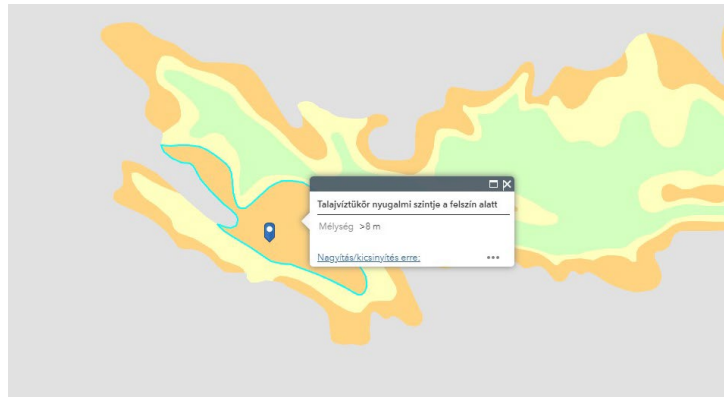 Talajvíztükör nyugalmi szintje a felszín alatt
Mélység >8 m
Nagyítás/kicsinyítés erre: